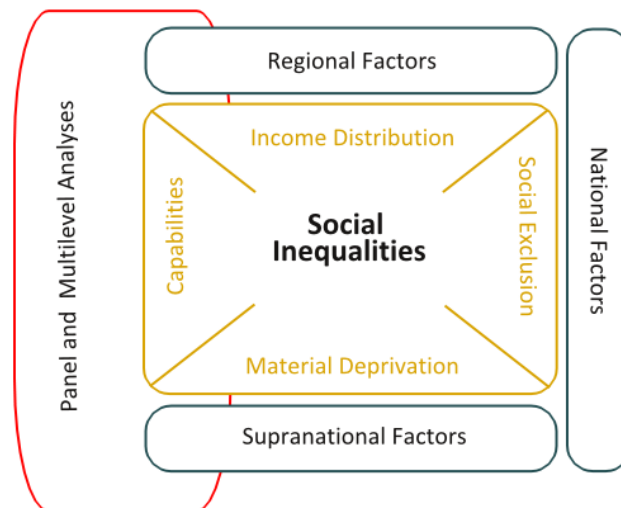 Regional Factors
Panel and Multilevel Analyses
Income Distribution
Capabilities
Social
Inequalities
Social Exclusion
National Factors
Material Deprivation
Supranational Factors